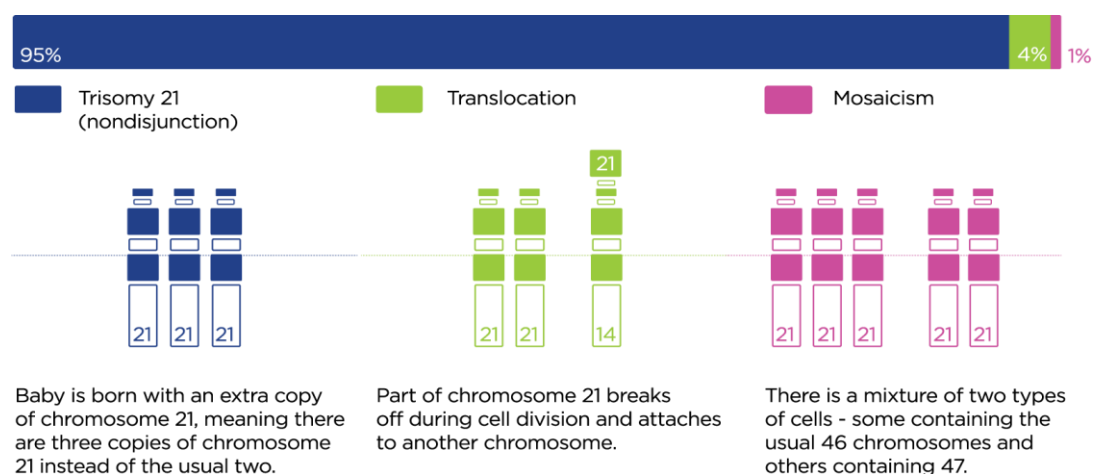 95%
4%
1%
Trisomy 21
(nondisjunction)
Translocation
Mosaicism
21
21
21
21
21
21
14
21
21
21
21
21
Baby is born with an extra copy
of chromosome 21, meaning there
are three copies of chromosome
21 instead of the usual two.
Part of chromosome 21 breaks
off during cell division and attaches
to another chromosome.
There is a mixture of two types
of cells - some containing the
usual 46 chromosomes and
others containing 47.